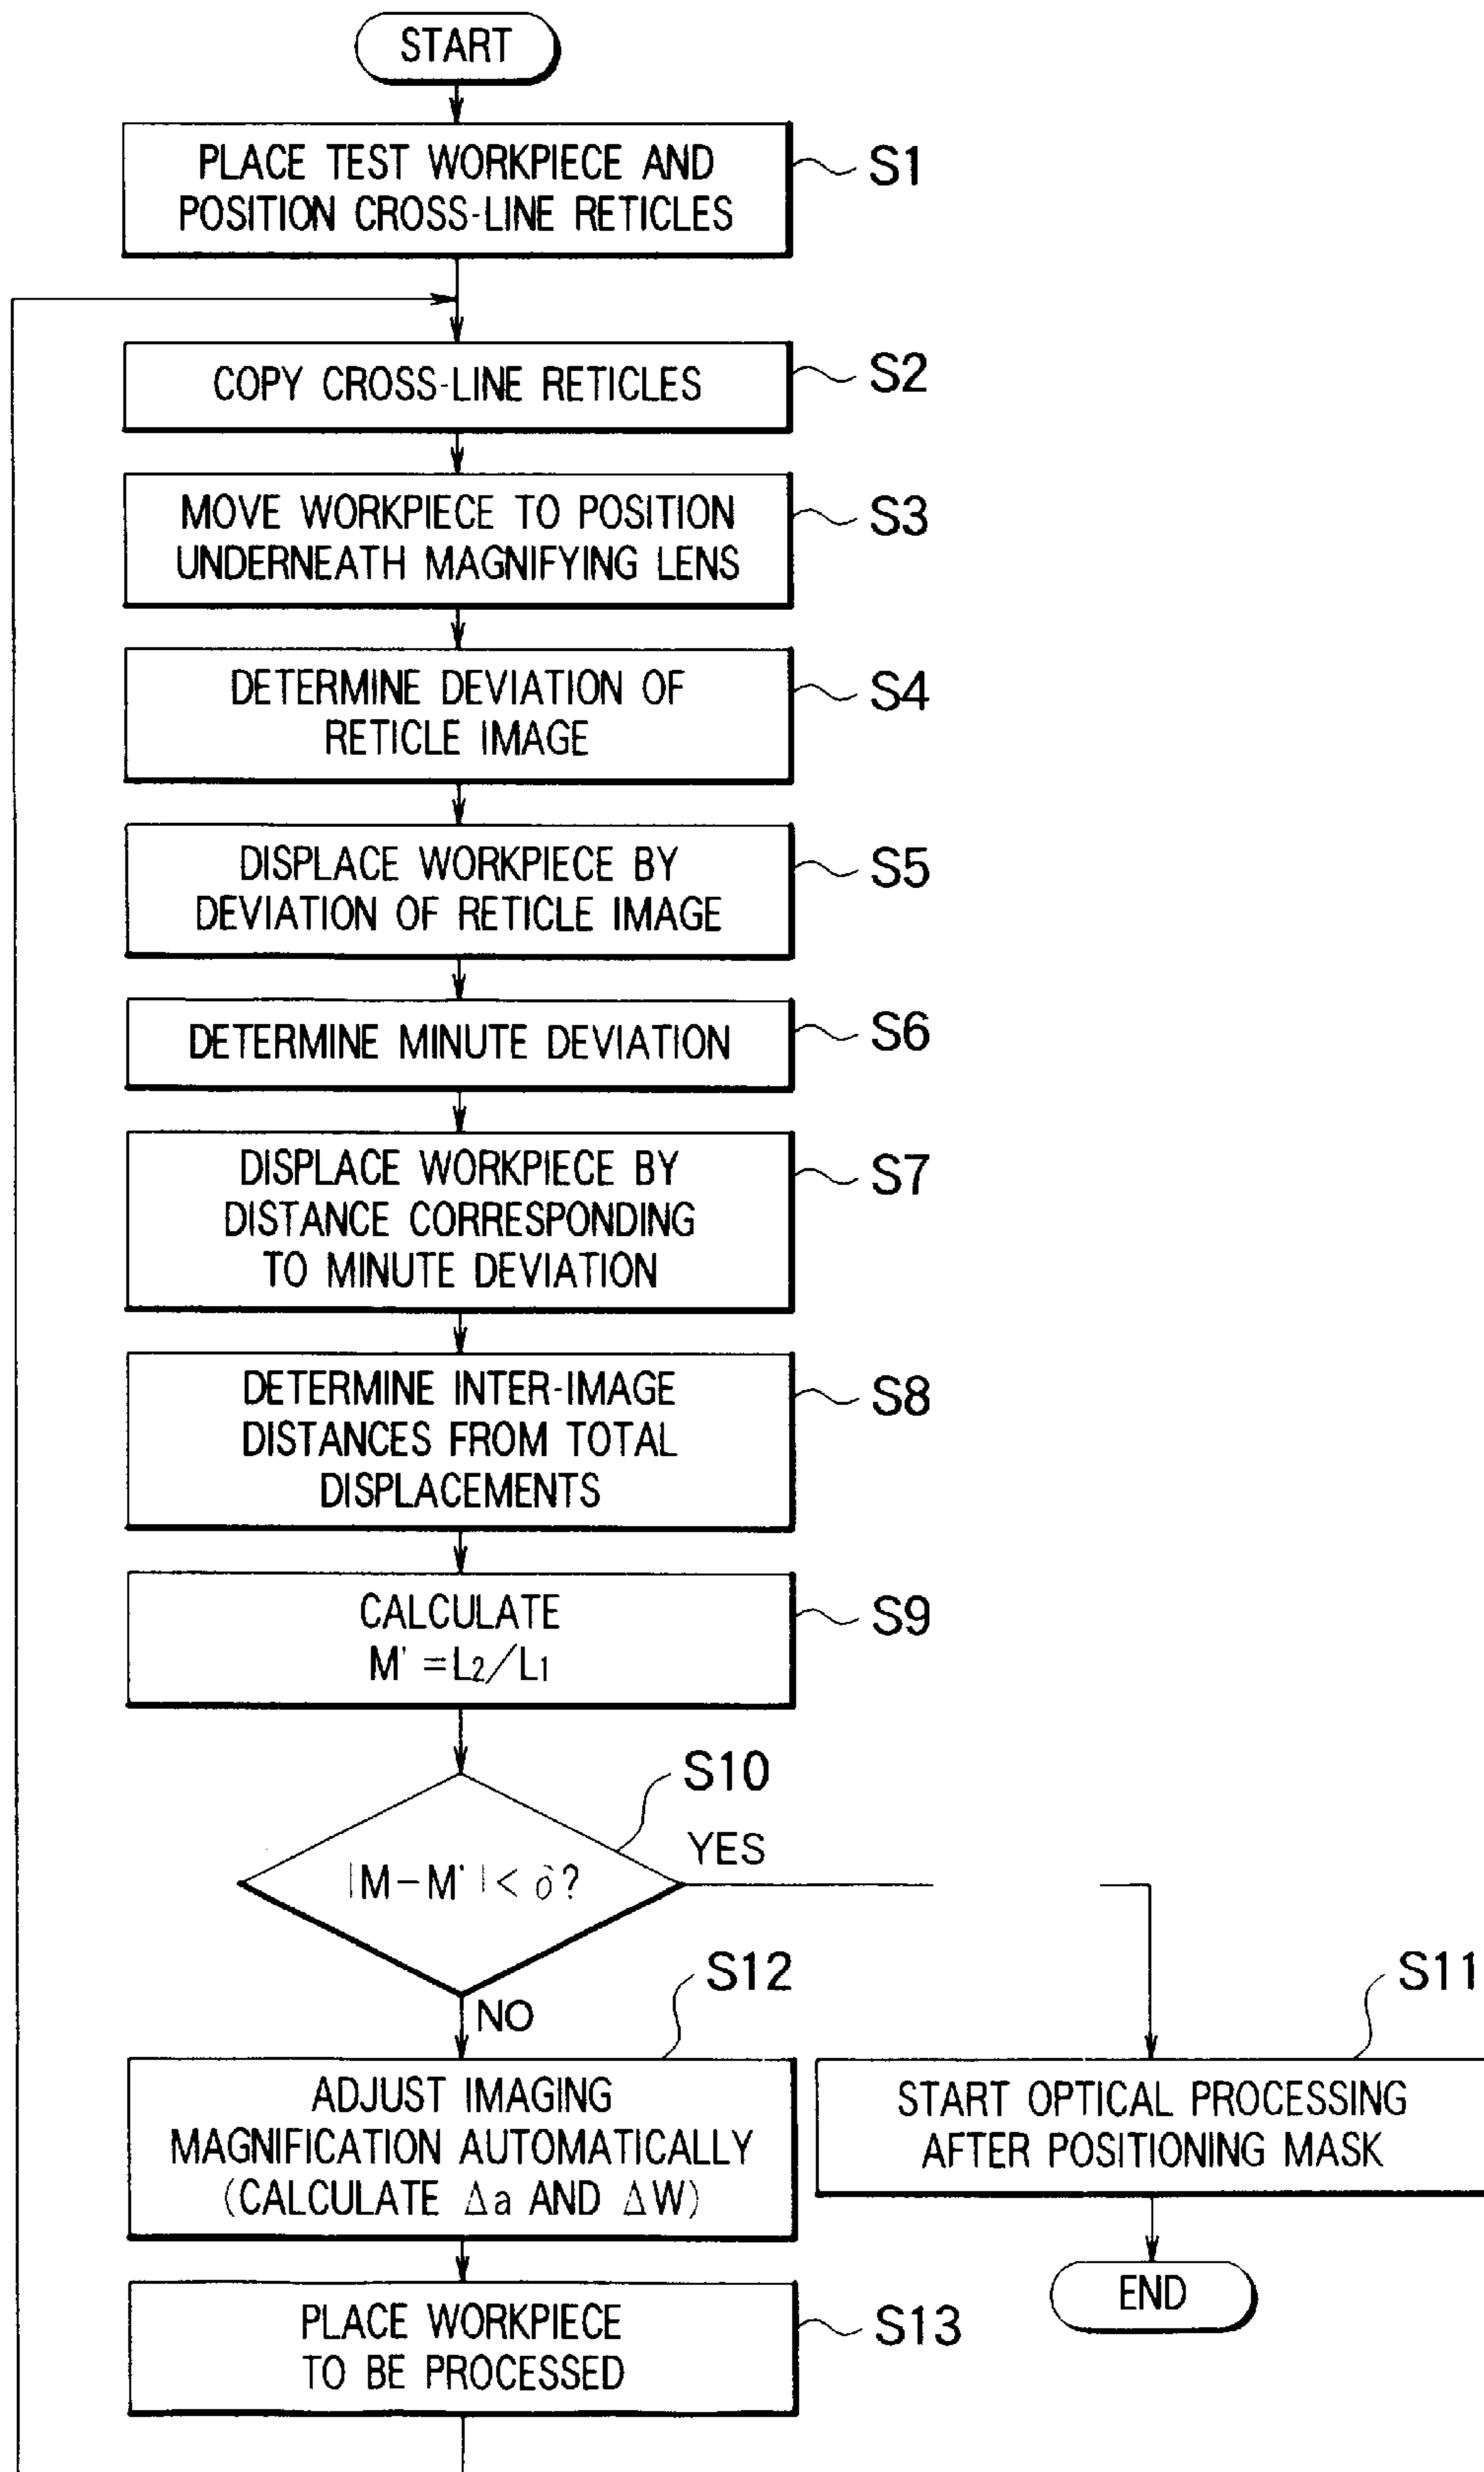 START
PLACE TEST WORKPIECE AND
POSITION CROSS-LINE RETICLES
S1
COPY CROSS-LINE RETICLES
S2
MOVE WORKPIECE TO POSITION
UNDERNEATH MAGNIFYING LENS
S3
DETERMINE DEVIATION OF
RETICLE IMAGE
S4
DISPLACE WORKPIECE BY
DEVIATION OF RETICLE IMAGE
S5
DETERMINE MINUTE DEVIATION
S6
DISPLACE WORKPIECE BY
DISTANCE CORRESPONDING
TO MINUTE DEVIATION
S7
DETERMINE INTER-IMAGE
DISTANCES FROM TOTAL
DISPLACEMENTS
S8
CALCULATE
M' = L2/L1
S9
S10
|M-M'|< δ?
YES
NO
S12
ADJUST IMAGING
MAGNIFICATION AUTOMATICALLY
(CALCULATE Δa AND ΔW)
S11
START OPTICAL PROCESSING
AFTER POSITIONING MASK
END
PLACE WORKPIECE
TO BE PROCESSED
S13